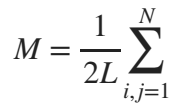 M = \frac{1}{2L} \sum_{i,j=1}^{N}